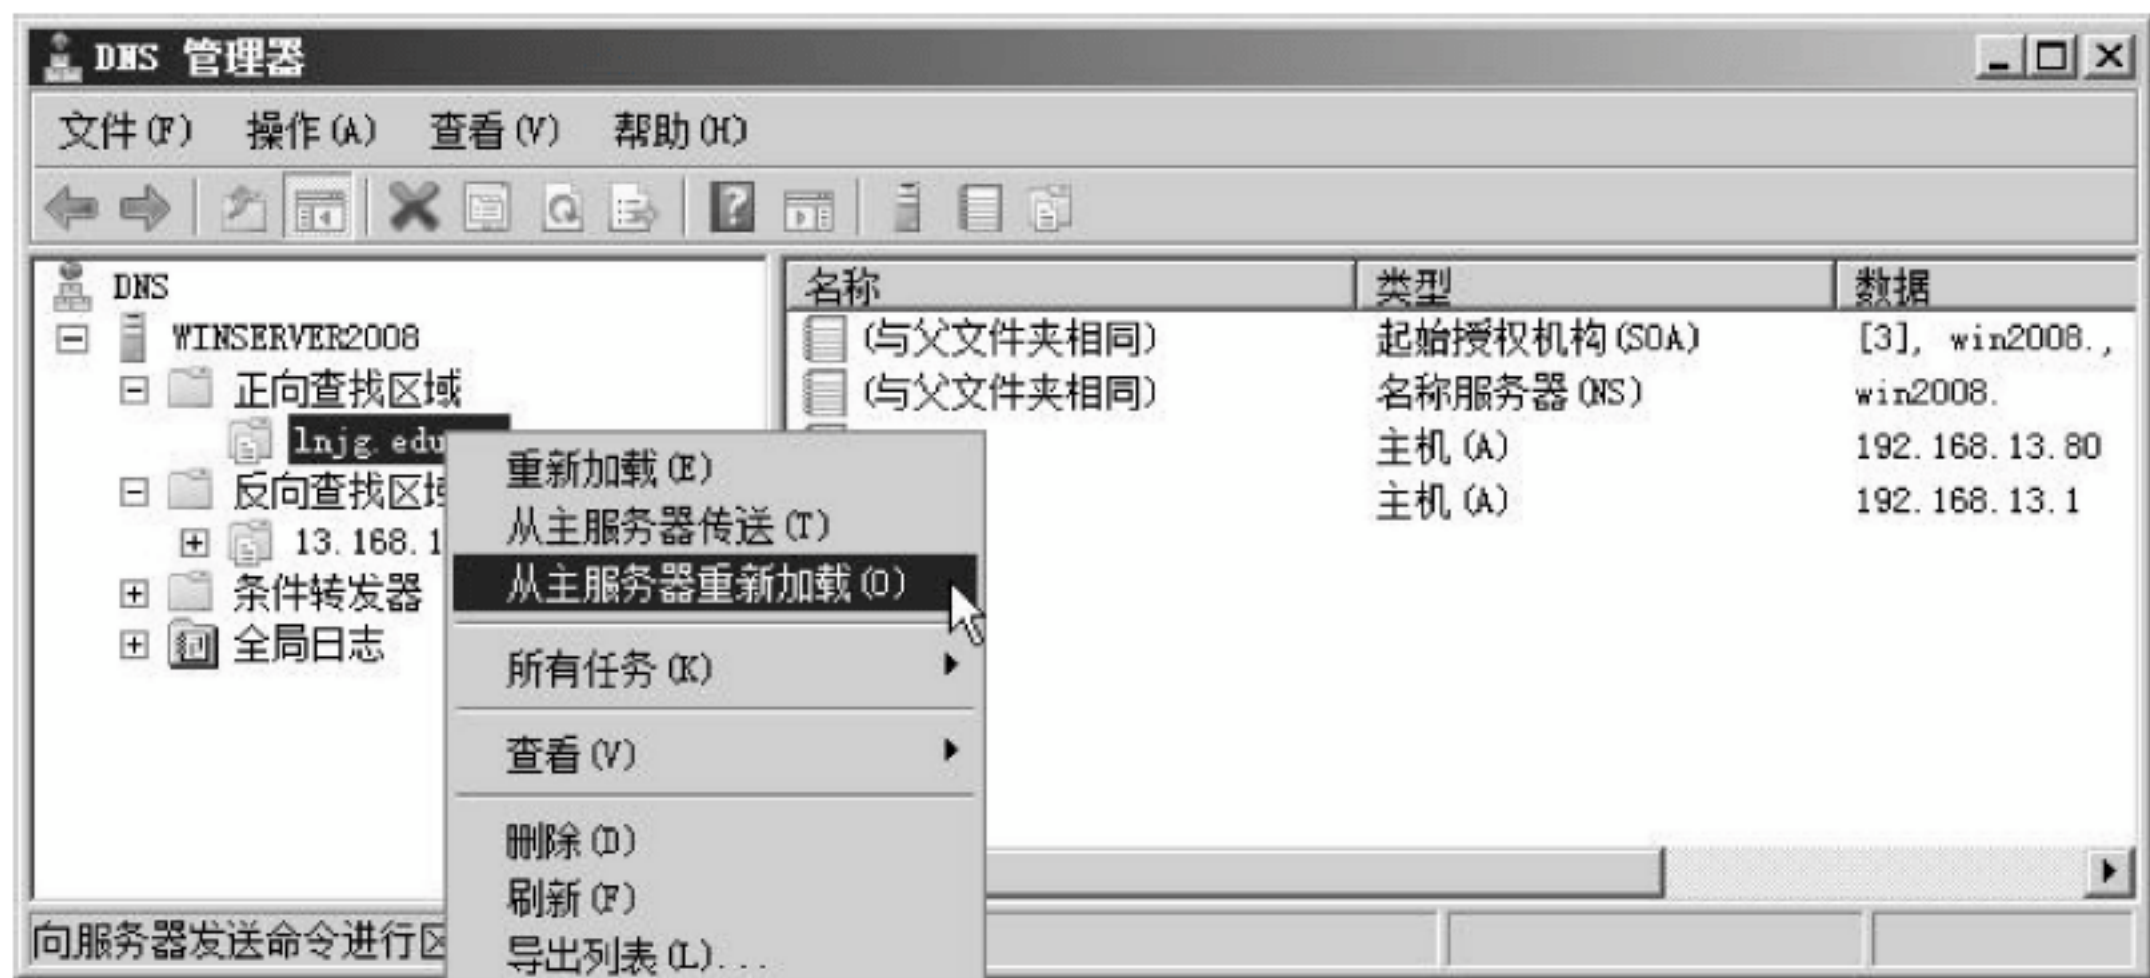 DNS 管理器
文件(F) 操作(A) 查看(V) 帮助(H)
DNS
WINSERVER2008
正向查找区域
lnjg.edu
反向查找区域
13.168.1
条件转发器
全局日志
名称 类型 数据
(与父文件夹相同) 起始授权机构(SOA) [3], win2008.,
(与父文件夹相同) 名称服务器(NS) win2008.
主机(A) 192.168.13.80
主机(A) 192.168.13.1
重新加载(E)
从主服务器传送(T)
从主服务器重新加载(O)
所有任务(K)
查看(V)
删除(D)
刷新(F)
导出列表(L)...
向服务器发送命令进行区